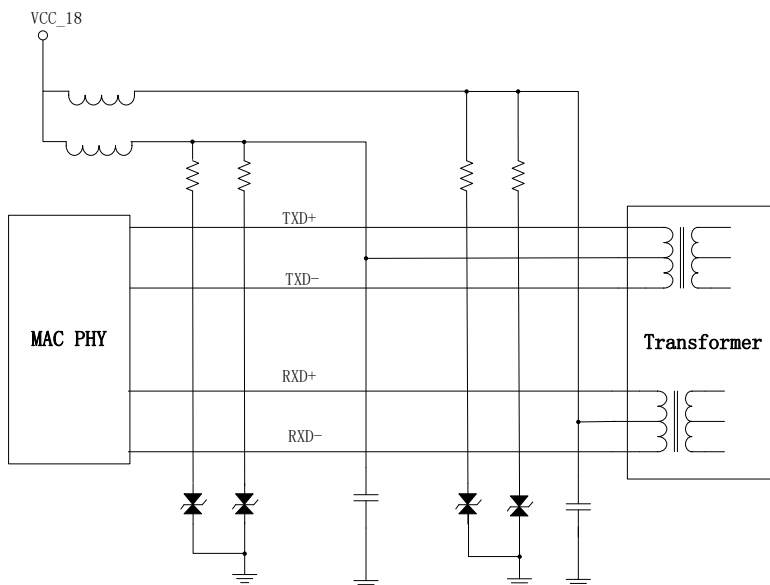 VCC_18
TXD+
TXD-
MAC PHY
Transformer
RXD+
RXD-